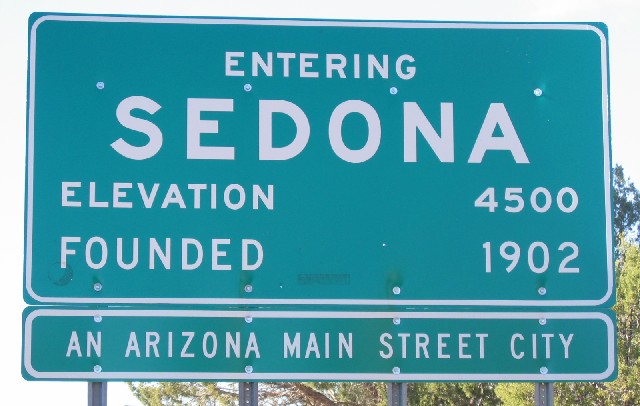 ENTERING
SEDONA
ELEVATION 4500
FOUNDED 1902
AN ARIZONA MAIN STREET CITY